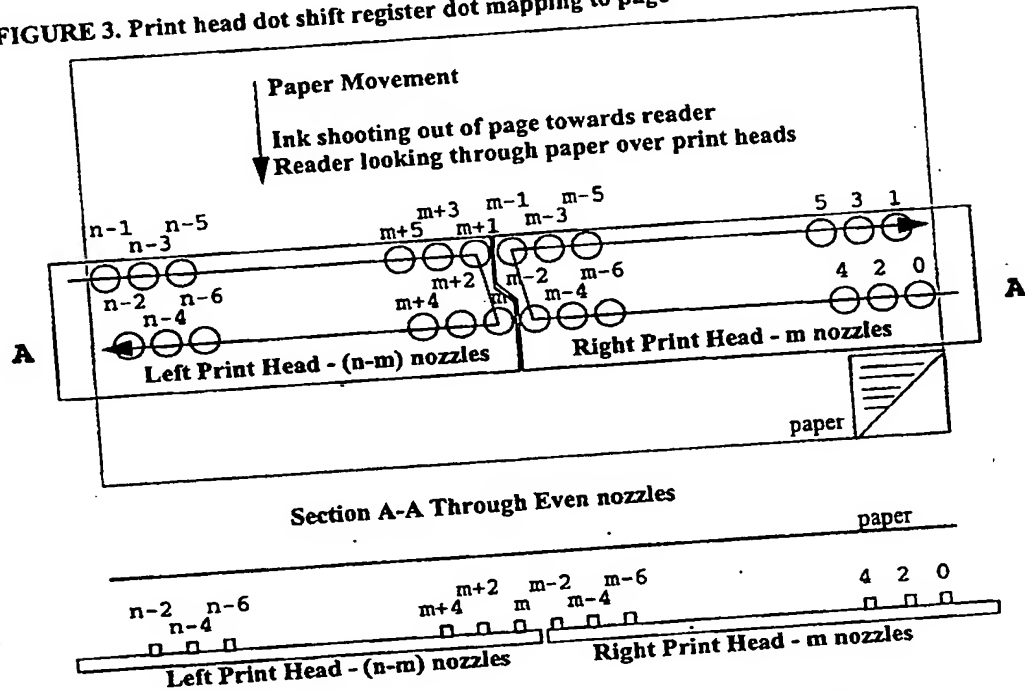 FIGURE 3. Print head dot shift register dot mapping to page
Paper Movement
Ink shooting out of page towards reader
Reader looking through paper over print heads
n-1 n-3 n-5 m+5 m+3 m+1 m-1 m-3 m-5 5 3 1
n-2 n-4 n-6 m+4 m+2 m m-2 m-4 m-6 4 2 0
A A
Left Print Head - (n-m) nozzles Right Print Head - m nozzles
paper
Section A-A Through Even nozzles
paper
n-2 n-4 n-6 m+4 m+2 m m-2 m-4 m-6 4 2 0
Left Print Head - (n-m) nozzles Right Print Head - m nozzles